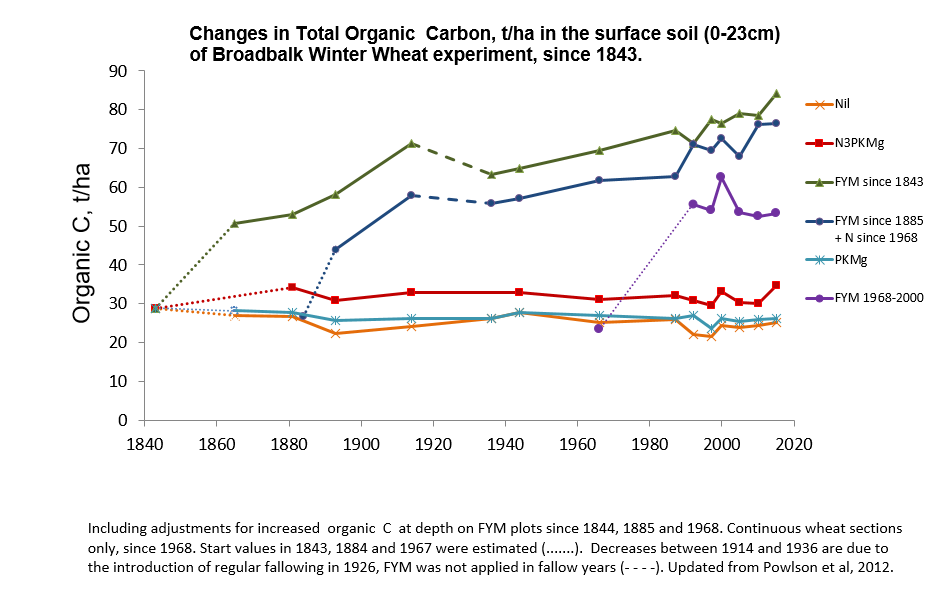 Changes in Total Organic  Carbon, t/ha in the surface soil (0-23cm)
of Broadbalk Winter Wheat experiment, since 1843.
Organic C, t/ha
90
80
70
60
50
40
30
20
10
0
1840 1860 1880 1900 1920 1940 1960 1980 2000 2020
Nil
N3PKMg
FYM since 1843
FYM since 1885
+ N since 1968
PKMg
FYM 1968-2000
Including adjustments for increased  organic  C  at depth on FYM plots since 1844, 1885 and 1968. Continuous wheat sections
only, since 1968. Start values in 1843, 1884 and 1967 were estimated (.......).  Decreases between 1914 and 1936 are due to
the introduction of regular fallowing in 1926, FYM was not applied in fallow years (- - - -). Updated from Powlson et al, 2012.